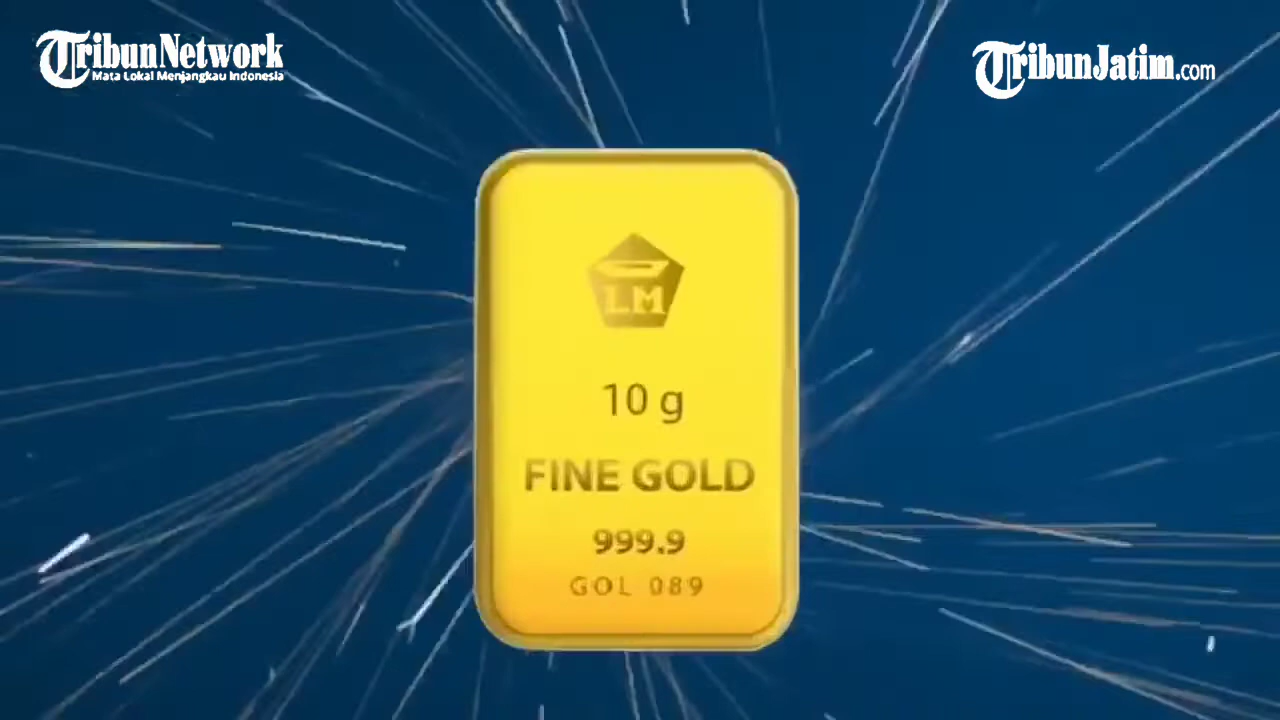 TribunNetwork
Mata Lokal Menjangkau Indonesia
TribunJatim.com
LM
10 g
FINE GOLD
999.9
GOL 089